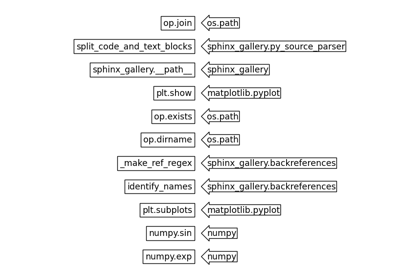 op.join os.path
split_code_and_text_blocks sphinx_gallery.py_source_parser
sphinx_gallery.__path__ sphinx_gallery
plt.show matplotlib.pyplot
op.exists os.path
op.dirname os.path
_make_ref_regex sphinx_gallery.backreferences
identify_names sphinx_gallery.backreferences
plt.subplots matplotlib.pyplot
numpy.sin numpy
numpy.exp numpy